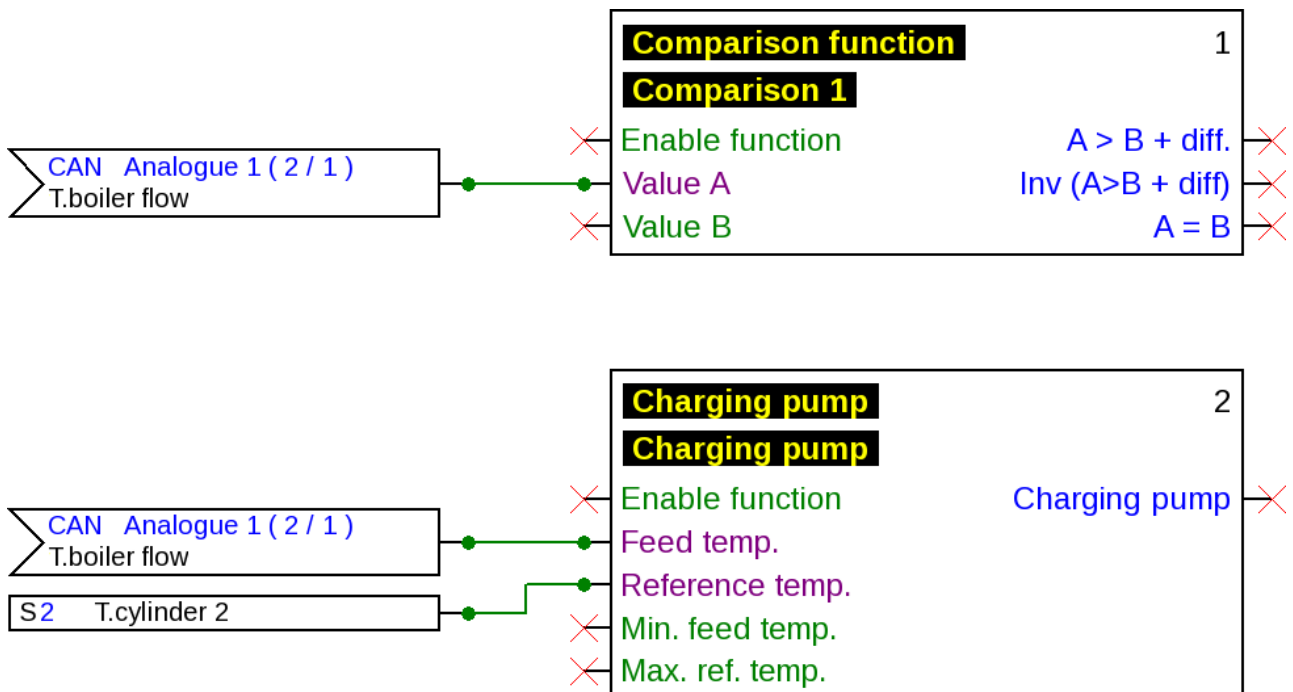 Comparison function 1
Comparison 1
Enable function A > B + diff.
CAN Analogue 1 ( 2 / 1 )
T.boiler flow
Value A Inv (A>B + diff)
Value B A = B
Charging pump 2
Charging pump
Enable function Charging pump
CAN Analogue 1 ( 2 / 1 )
T.boiler flow
Feed temp.
Reference temp.
S2 T.cylinder 2
Min. feed temp.
Max. ref. temp.